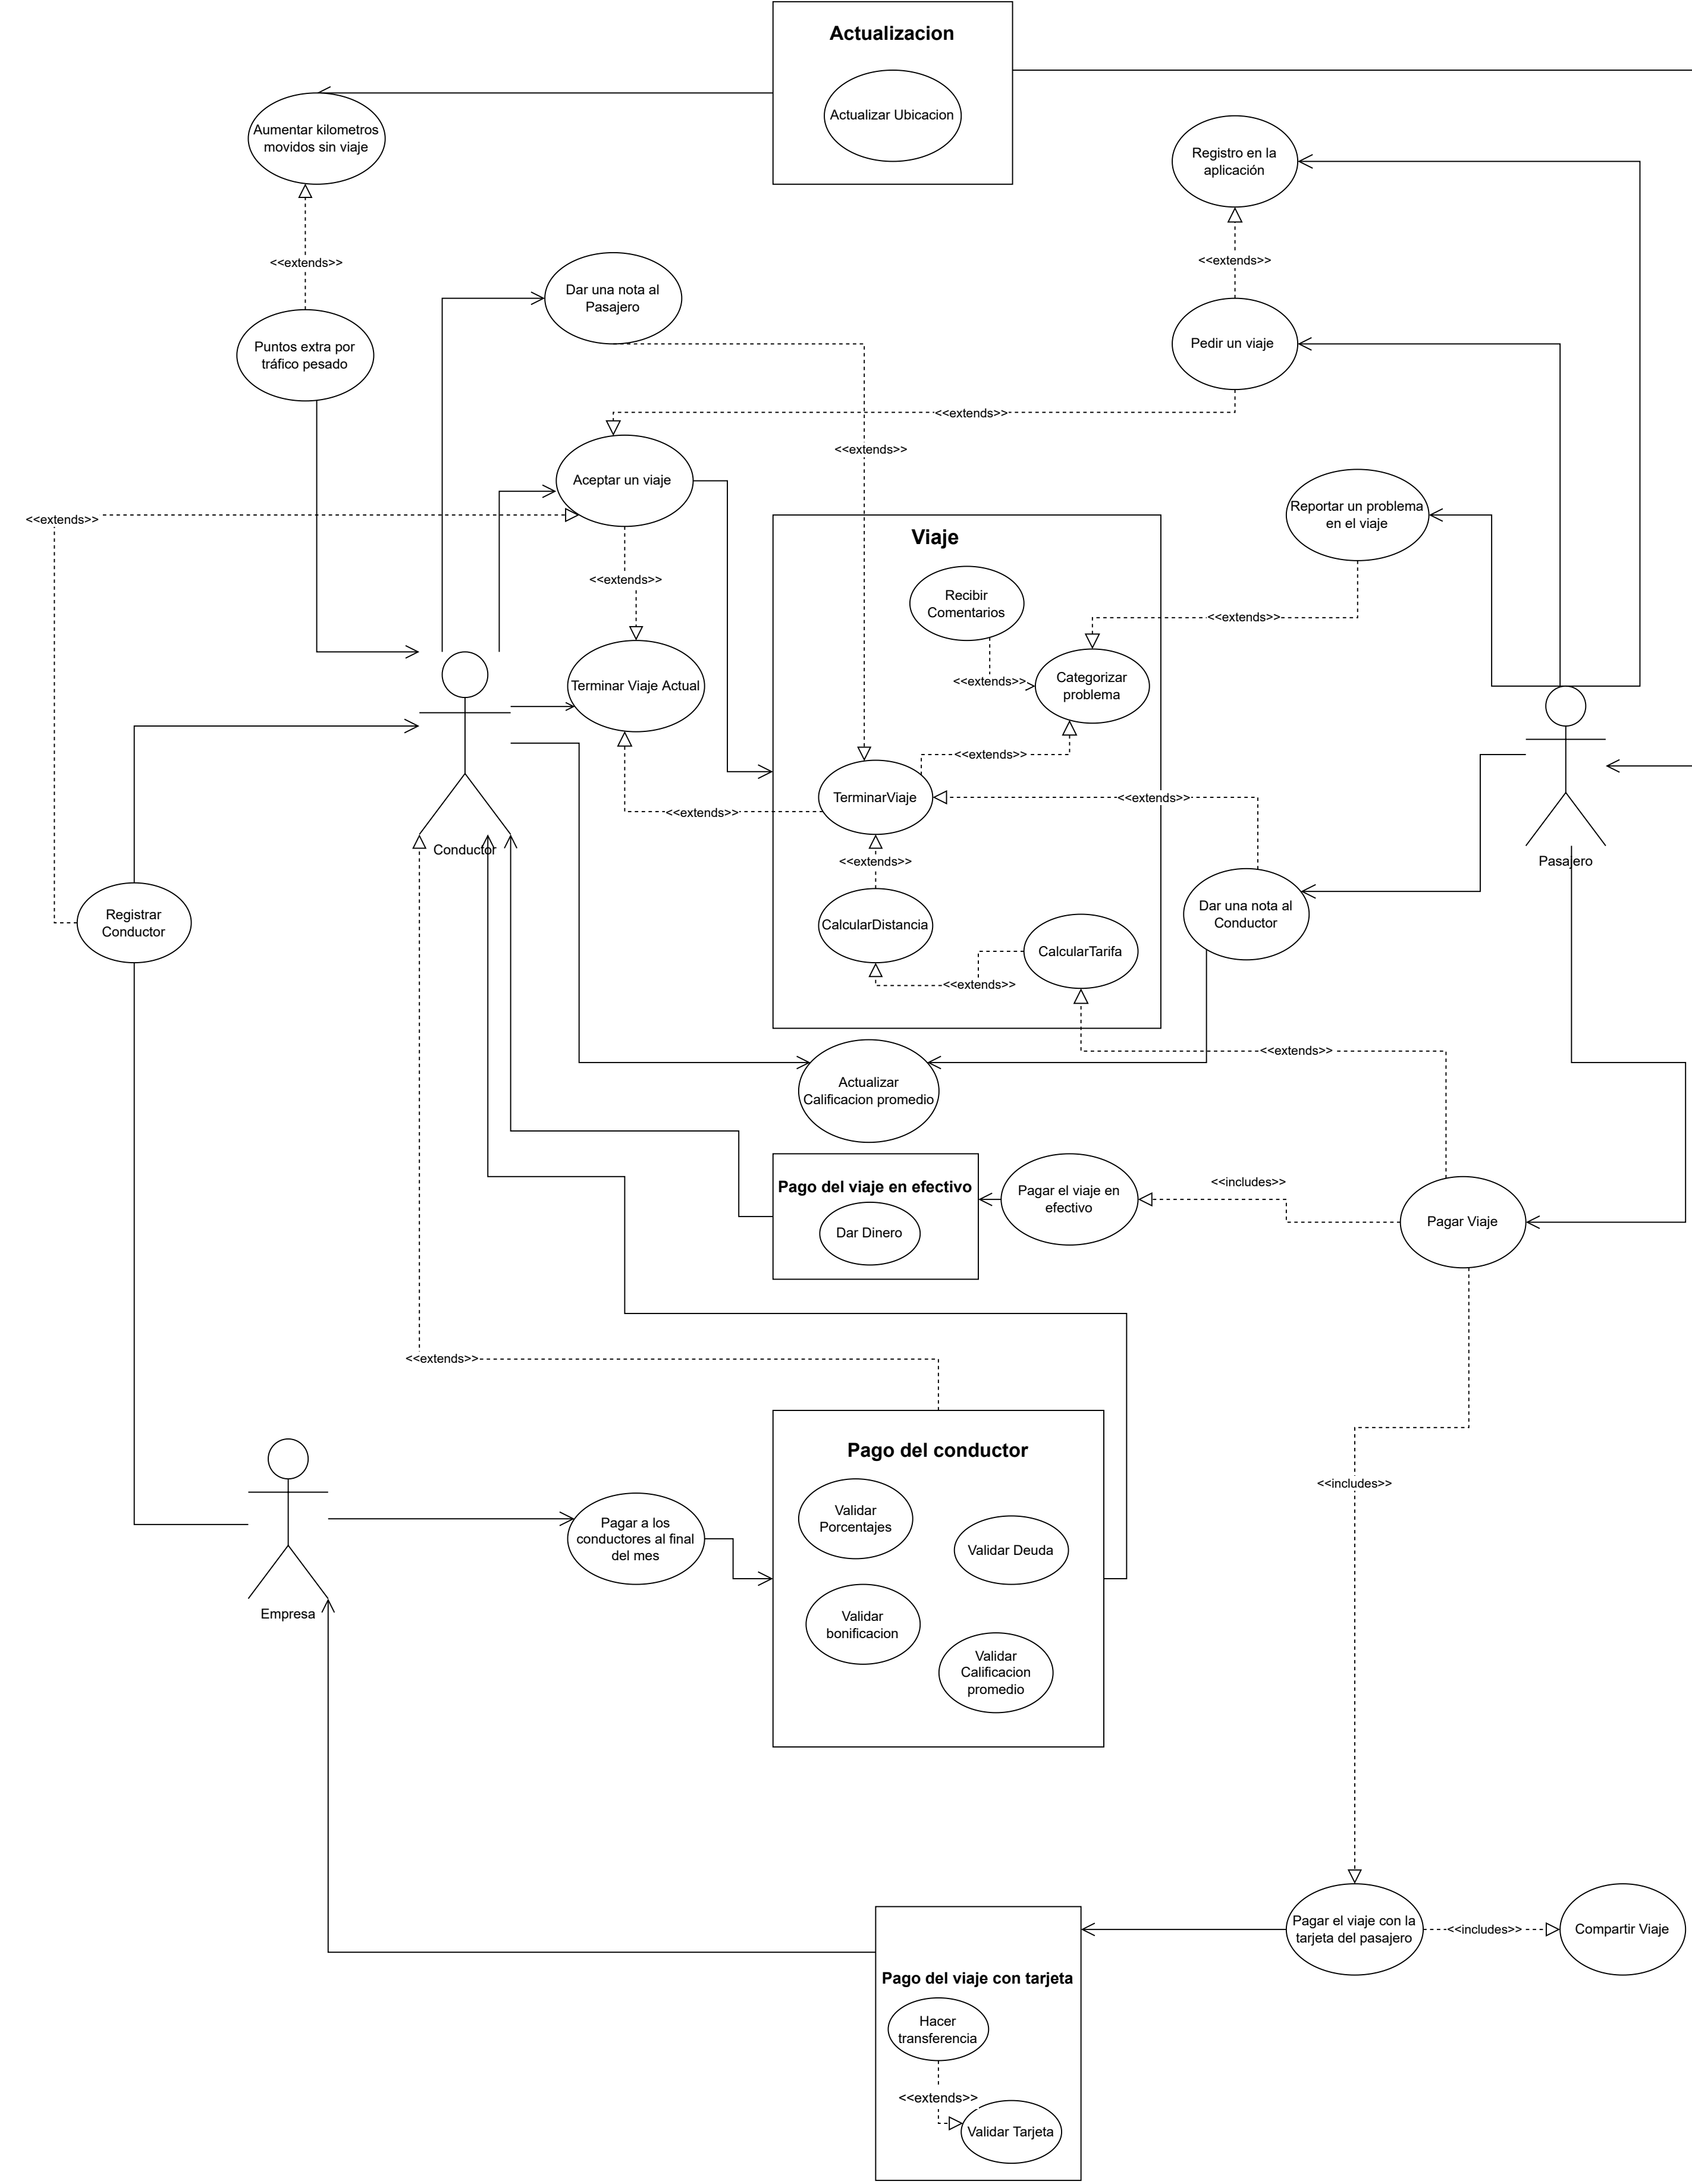 Actualizacion
Actualizar Ubicacion
Aumentar kilometros
movidos sin viaje
Registro en la
aplicación
<<extends>>
<<extends>>
Dar una nota al
Pasajero
Puntos extra por
tráfico pesado
Pedir un viaje
<<extends>>
<<extends>>
Aceptar un viaje
<<extends>>
Reportar un problema
en el viaje
Viaje
<<extends>>
Recibir
Comentarios
<<extends>>
Categorizar
problema
<<extends>>
Terminar Viaje Actual
<<extends>>
TerminarViaje
<<extends>>
<<extends>>
Conductor
<<extends>>
Pasajero
Registrar
Conductor
CalcularDistancia
Dar una nota al
Conductor
CalcularTarifa
<<extends>>
<<extends>>
Actualizar
Calificacion promedio
Pago del viaje en efectivo
Dar Dinero
Pagar el viaje en
efectivo
<<includes>>
Pagar Viaje
<<extends>>
Pago del conductor
Validar
Porcentajes
Validar Deuda
Validar
bonificacion
Validar
Calificacion
promedio
Pagar a los
conductores al final
del mes
Empresa
<<includes>>
Pagar el viaje con la
tarjeta del pasajero
<<includes>>
Compartir Viaje
Pago del viaje con tarjeta
Hacer
transferencia
<<extends>>
Validar Tarjeta